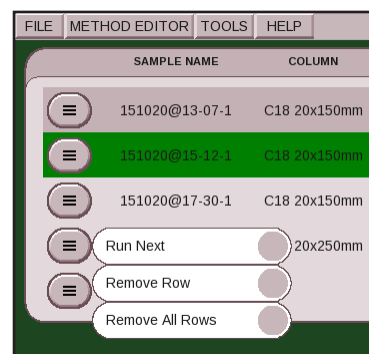 FILE METHOD EDITOR TOOLS HELP
SAMPLE NAME COLUMN
151020@13-07-1 C18 20x150mm
151020@15-12-1 C18 20x150mm
151020@17-30-1 C18 20x150mm
Run Next 20x250mm
Remove Row
Remove All Rows